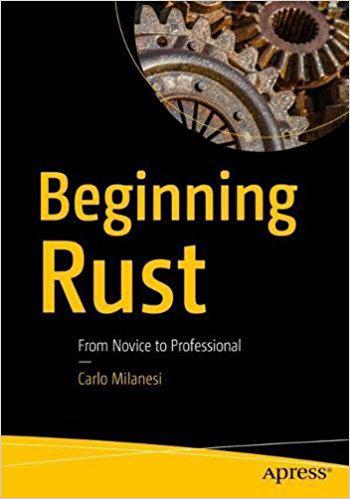 Beginning
Rust
From Novice to Professional
—
Carlo Milanesi
Apress®